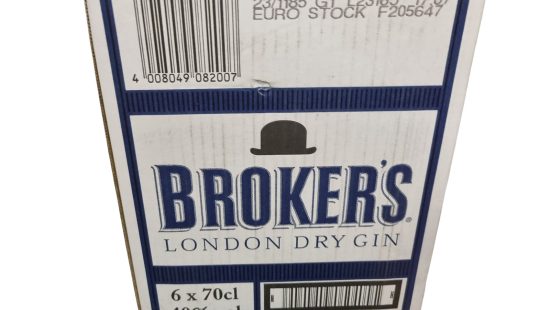 4 008049 082007
EURO STOCK F205647
BROKER'S®
LONDON DRY GIN
6 x 70cl